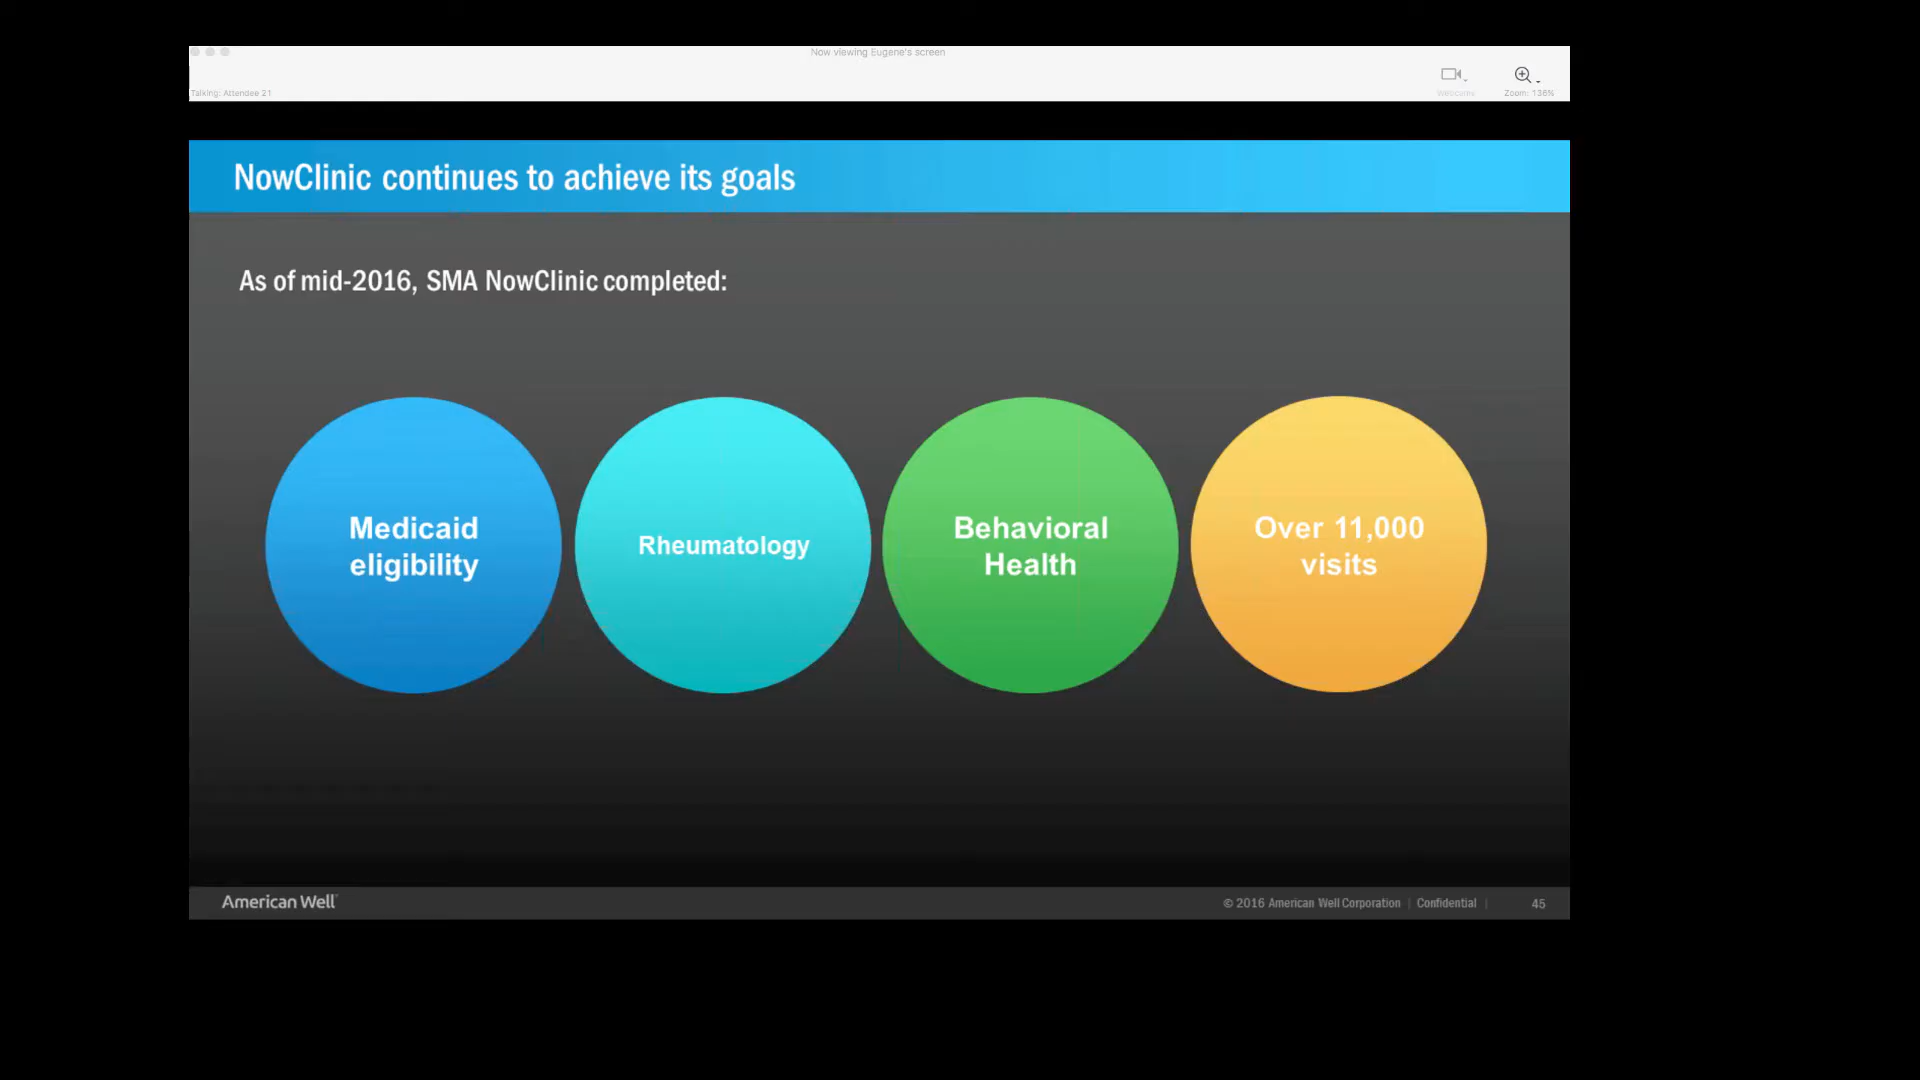 Now viewing Eugene's screen
Talking: Attendee 21
Webcams
Zoom: 136%
NowClinic continues to achieve its goals
As of mid-2016, SMA NowClinic completed:
Medicaid
eligibility
Rheumatology
Behavioral
Health
Over 11,000
visits
American Well
© 2016 American Well Corporation | Confidential | 45